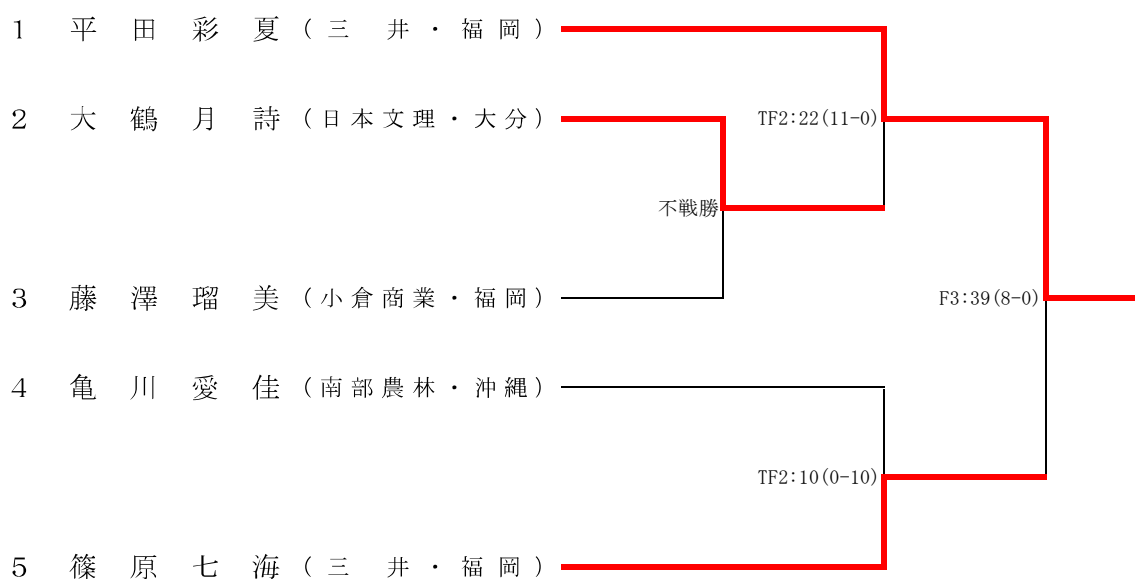 1 平田彩夏(三井・福岡)
2 大鶴月詩(日本文理・大分)
TF2:22(11-0)
不戦勝
3 藤澤瑠美(小倉商業・福岡)
F3:39(8-0)
4 亀川愛佳(南部農林・沖縄)
TF2:10(0-10)
5 篠原七海(三井・福岡)